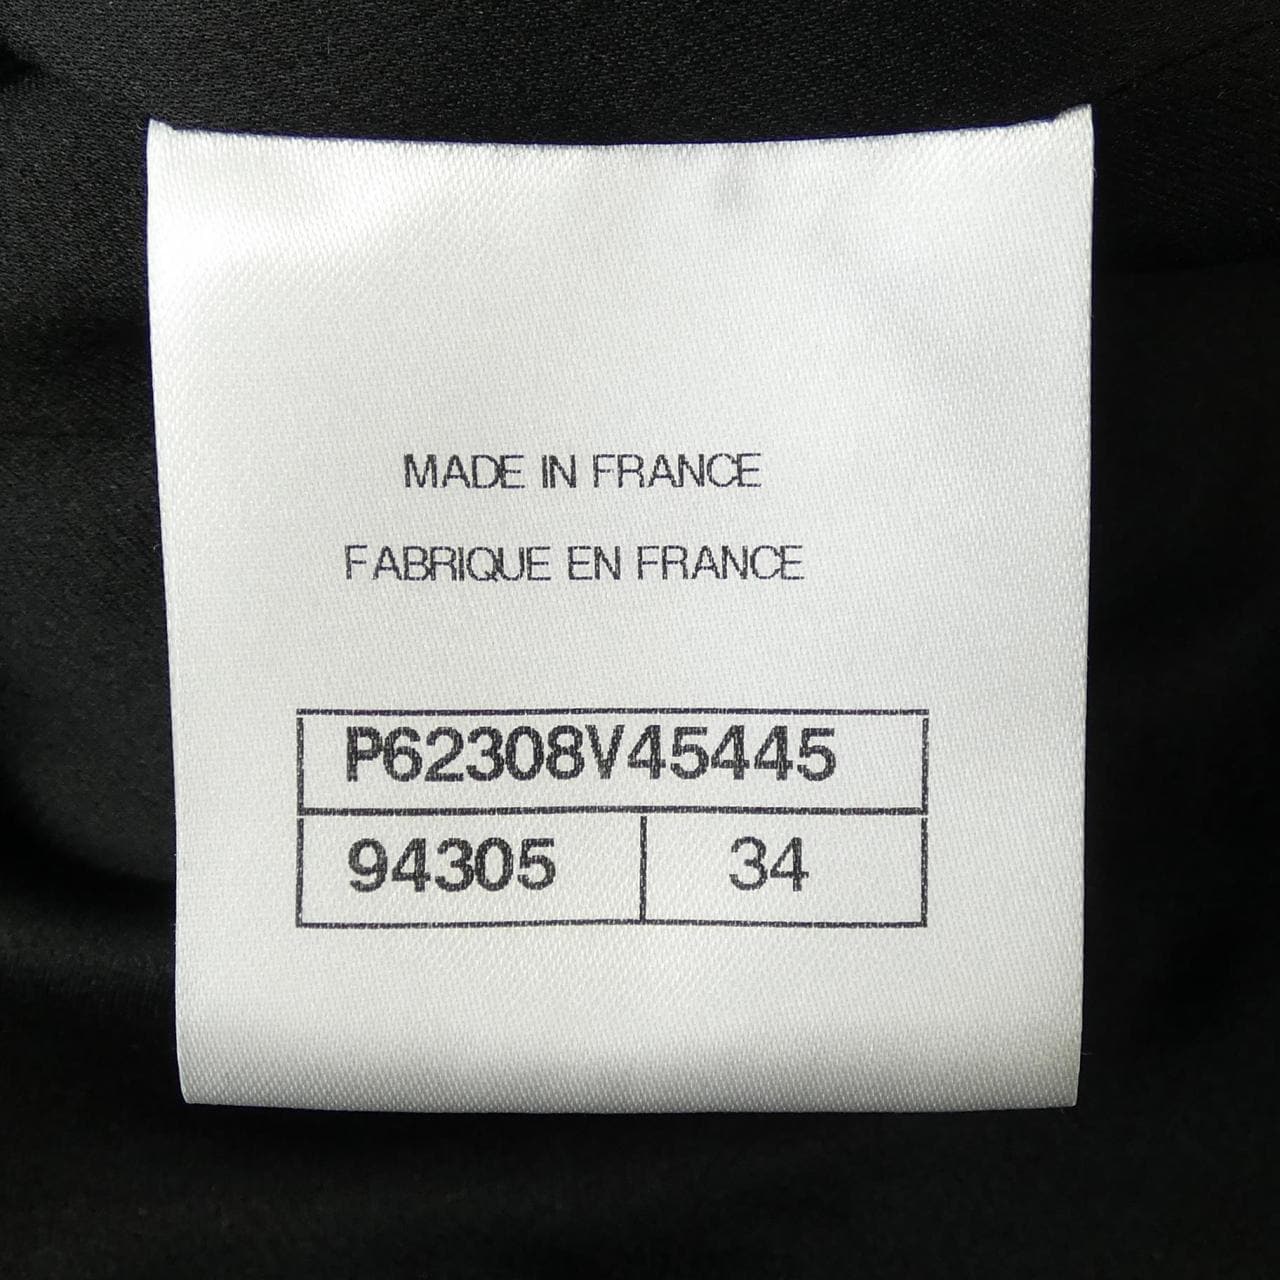 MADE IN FRANCE
FABRIQUE EN FRANCE
P62308V45445
94305 34